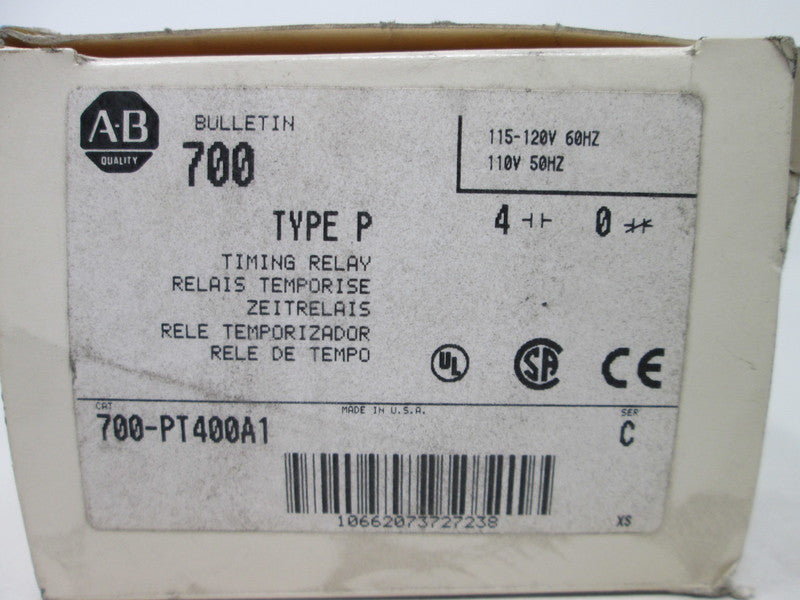 A-B
QUALITY
BULLETIN
700
115-120V 60HZ
110V 50HZ
TYPE P
4 0
TIMING RELAY
RELAIS TEMPORISE
ZEITRELAIS
RELE TEMPORIZADOR
RELE DE TEMPO
UL SA CE
CAT
MADE IN U.S.A.
SER
700-PT400A1
C
10662073727238
XS